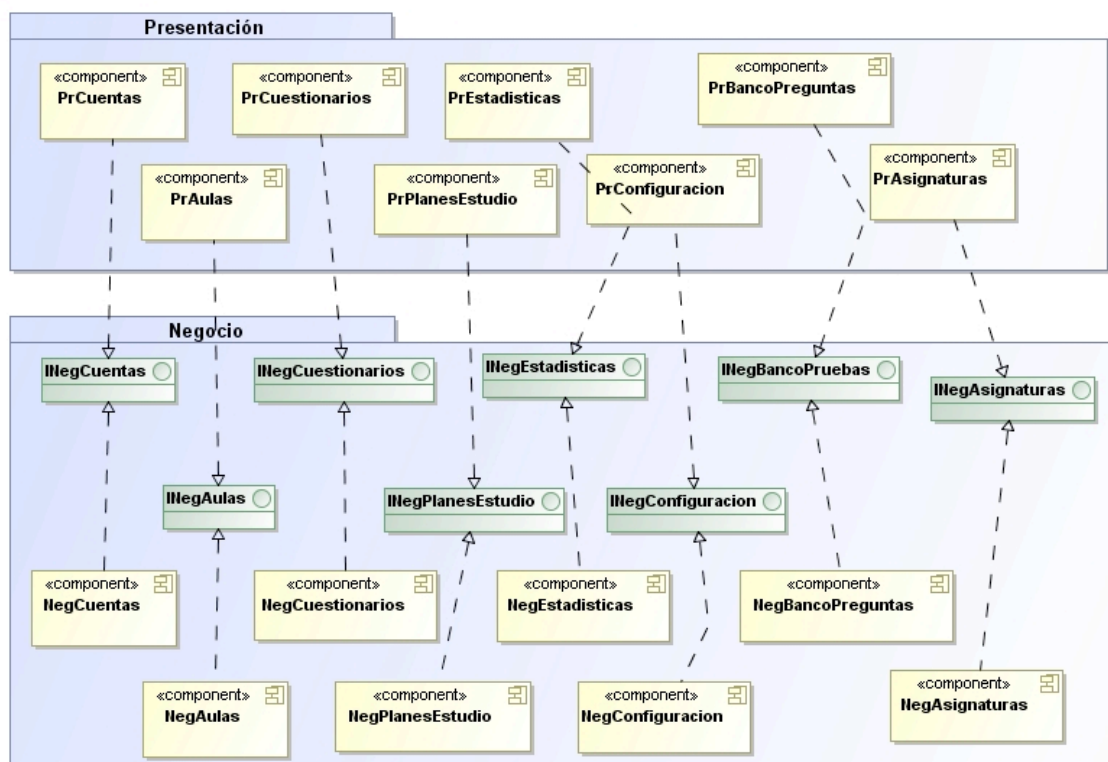 Presentación
«component»
PrCuentas
«component»
PrCuestionarios
«component»
PrEstadisticas
«component»
PrBancoPreguntas
«component»
PrAulas
«component»
PrPlanesEstudio
«component»
PrConfiguracion
«component»
PrAsignaturas
Negocio
INegCuentas
INegCuestionarios
INegEstadisticas
INegBancoPruebas
INegAsignaturas
INegAulas
INegPlanesEstudio
INegConfiguracion
«component»
NegCuentas
«component»
NegCuestionarios
«component»
NegEstadisticas
«component»
NegBancoPreguntas
«component»
NegAulas
«component»
NegPlanesEstudio
«component»
NegConfiguracion
«component»
NegAsignaturas